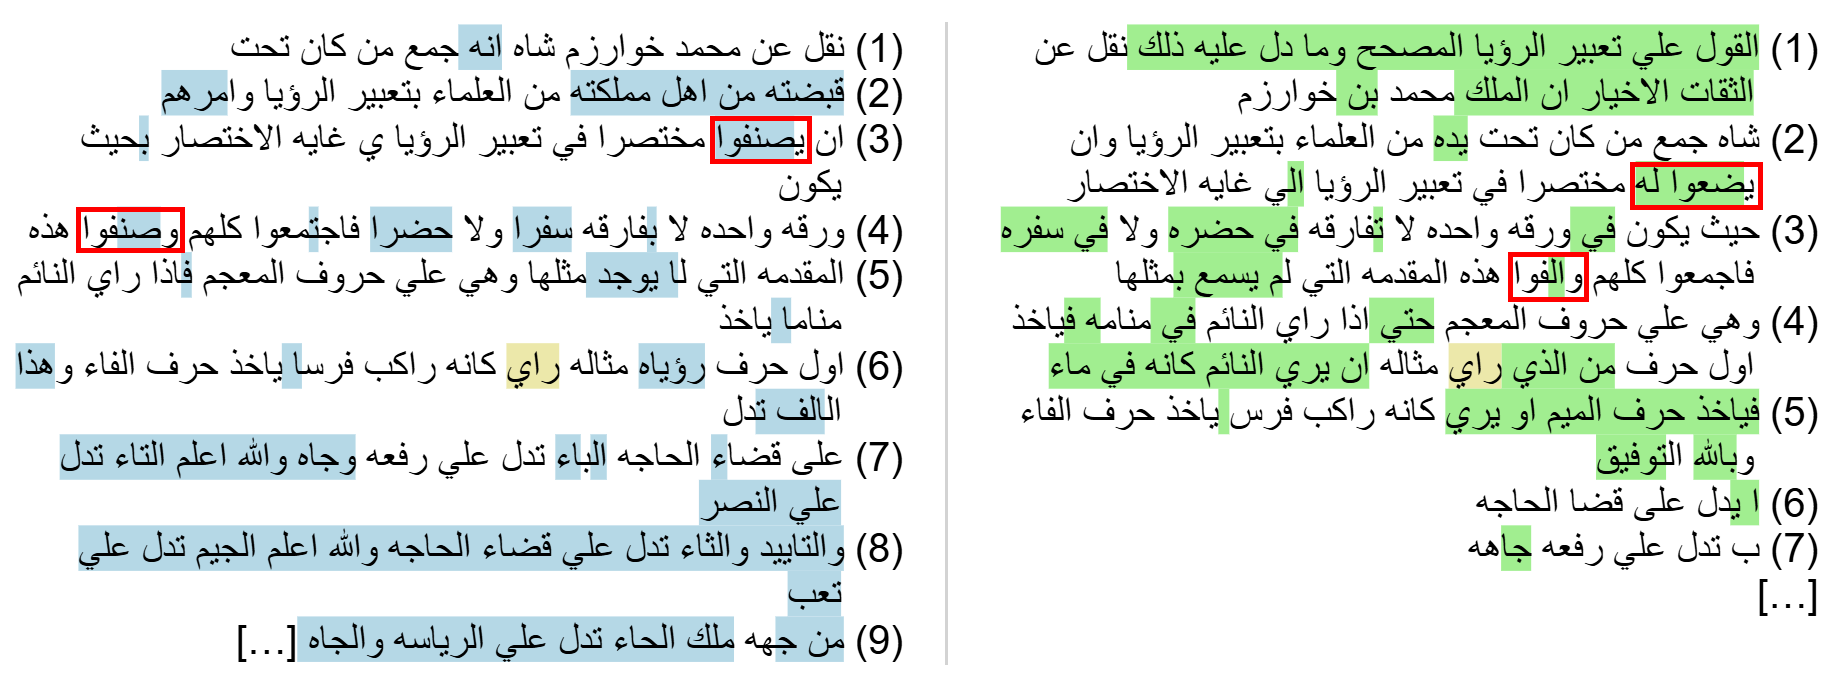 (1) القول علي تعبير الرؤيا المصحح وما دل عليه ذلك نقل عن
الثقات الاخيار ان الملك محمد بن خوارزم
(2) شاه جمع من كان تحت يده من العلماء بتعبير الرؤيا وان
يضعوا له مختصرا في تعبير الرؤيا الي غايه الاختصار
(3) حيث يكون في ورقه واحده لا تفارقه في حضره ولا في سفره
فاجمعوا كلهم والفوا هذه المقدمه التي لم يسمع بمثلها
(4) وهي علي حروف المعجم حتي اذا راي النائم في منامه فياخذ
اول حرف من الذي راي مثاله ان يري النائم كانه في ماء
(5) فياخذ حرف الميم او يري كانه راكب فرس ياخذ حرف الفاء
وبالله التوفيق
(6) ا يدل على قضا الحاجه
(7) ب تدل علي رفعه جاهه
[...]
(1) نقل عن محمد خوارزم شاه انه جمع من كان تحت
(2) قبضته من اهل مملكته من العلماء بتعبير الرؤيا وامرهم
(3) ان يصنفوا مختصرا في تعبير الرؤيا ي غايه الاختصار بحيث
يكون
(4) ورقه واحده لا بفارقه سفرا ولا حضرا فاجتمعوا كلهم وصنفوا هذه
(5) المقدمه التي لا يوجد مثلها وهي علي حروف المعجم فاذا راي النائم
مناما ياخذ
(6) اول حرف رؤياه مثاله راي كانه راكب فرسا ياخذ حرف الفاء وهذا
الالف تدل
(7) على قضاء الحاجه الباء تدل علي رفعه وجاه والله اعلم التاء تدل
علي النصر
(8) والتاييد والثاء تدل علي قضاء الحاجه والله اعلم الجيم تدل علي
تعب
(9) من جهه ملك الحاء تدل علي الرياسه والجاه [...]